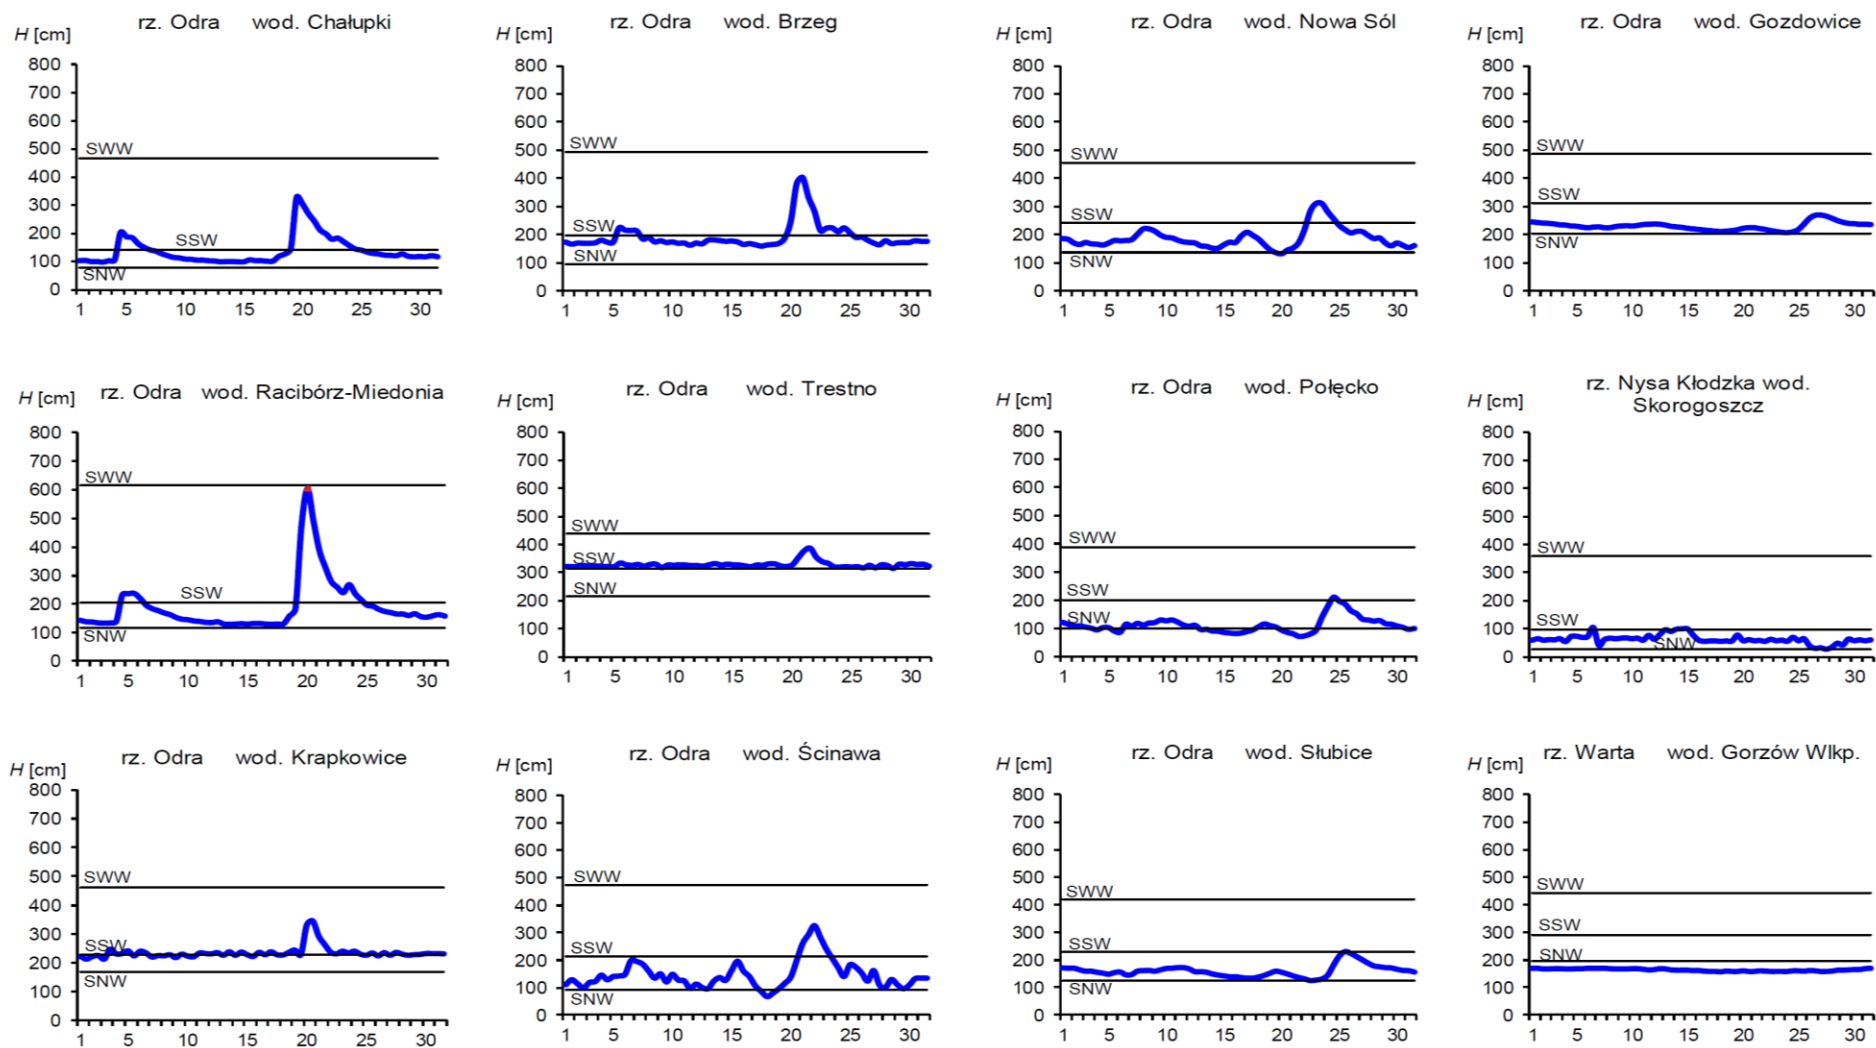 rz. Odra wod. Chałupki
H [cm]
800
700
600
500
400
300
200
100
0
SWW
SSW
SNW
1 5 10 15 20 25 30
rz. Odra wod. Brzeg
H [cm]
800
700
600
500
400
300
200
100
0
SWW
SSW
SNW
1 5 10 15 20 25 30
rz. Odra wod. Nowa Sól
H [cm]
800
700
600
500
400
300
200
100
0
SWW
SSW
SNW
1 5 10 15 20 25 30
rz. Odra wod. Gozdowice
H [cm]
800
700
600
500
400
300
200
100
0
SWW
SSW
SNW
1 5 10 15 20 25 30
rz. Odra wod. Racibórz-Miedonia
H [cm]
800
700
600
500
400
300
200
100
0
SWW
SSW
SNW
1 5 10 15 20 25 30
rz. Odra wod. Trestno
H [cm]
800
700
600
500
400
300
200
100
0
SWW
SSW
SNW
1 5 10 15 20 25 30
rz. Odra wod. Połęcko
H [cm]
800
700
600
500
400
300
200
100
0
SWW
SSW
SNW
1 5 10 15 20 25 30
rz. Nysa Kłodzka wod.
Skorogoszcz
H [cm]
800
700
600
500
400
300
200
100
0
SWW
SSW
SNW
1 5 10 15 20 25 30
rz. Odra wod. Krapkowice
H [cm]
800
700
600
500
400
300
200
100
0
SWW
SSW
SNW
1 5 10 15 20 25 30
rz. Odra wod. Ścinawa
H [cm]
800
700
600
500
400
300
200
100
0
SWW
SSW
SNW
1 5 10 15 20 25 30
rz. Odra wod. Słubice
H [cm]
800
700
600
500
400
300
200
100
0
SWW
SSW
SNW
1 5 10 15 20 25 30
rz. Warta wod. Gorzów Wlkp.
H [cm]
800
700
600
500
400
300
200
100
0
SWW
SSW
SNW
1 5 10 15 20 25 30